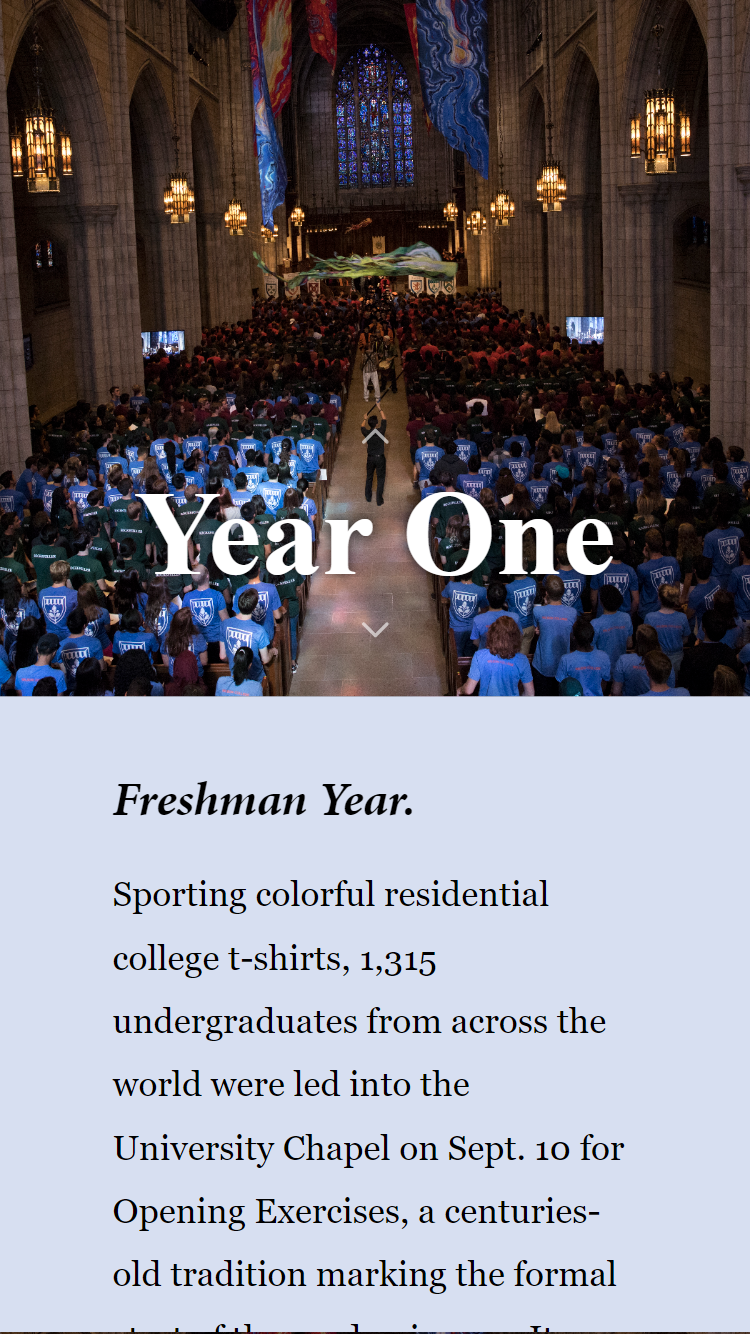 Year One
Freshman Year.
Sporting colorful residential
college t-shirts, 1,315
undergraduates from across the
world were led into the
University Chapel on Sept. 10 for
Opening Exercises, a centuries-
old tradition marking the formal